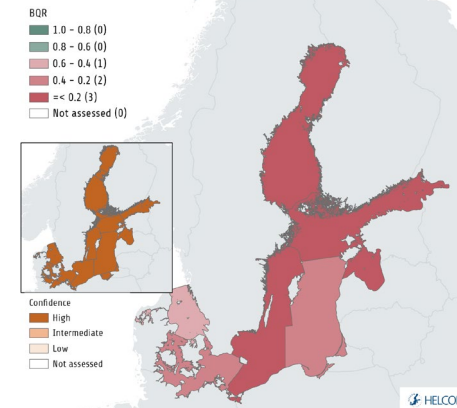 BQR
1.0 - 0.8 (0)
0.8 - 0.6 (0)
0.6 - 0.4 (1)
0.4 - 0.2 (2)
=< 0.2 (3)
Not assessed (0)
Confidence
High
Intermediate
Low
Not assessed
HELCO